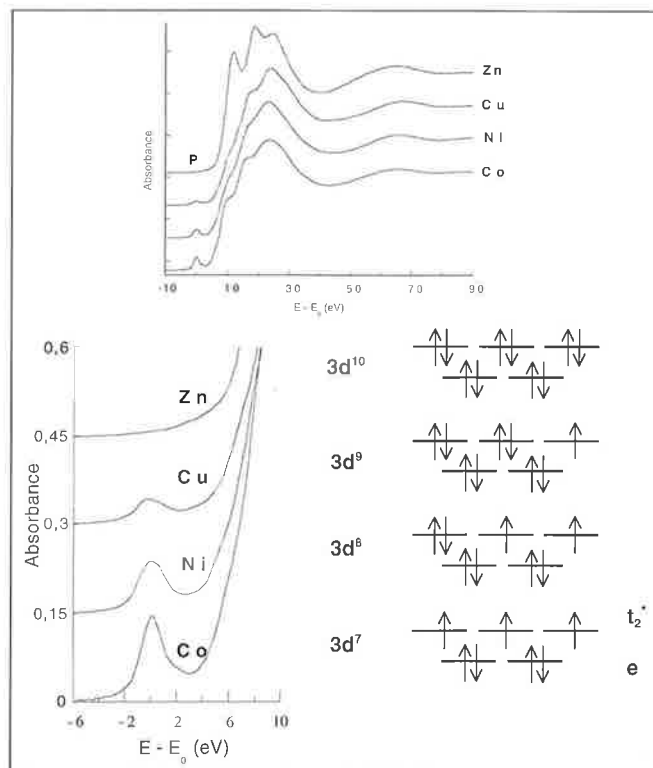 Zn
Cu
Ni
Co
P
Absorbance
-10 10 30 50 70 90
E - E₀ (eV)
0,6
0,45
0,3
0,15
0
Absorbance
Zn
Cu
Ni
Co
-6 -2 2 6 10
E - E₀ (eV)
3d¹⁰
3d⁹
3d⁸
3d⁷
t₂*
e